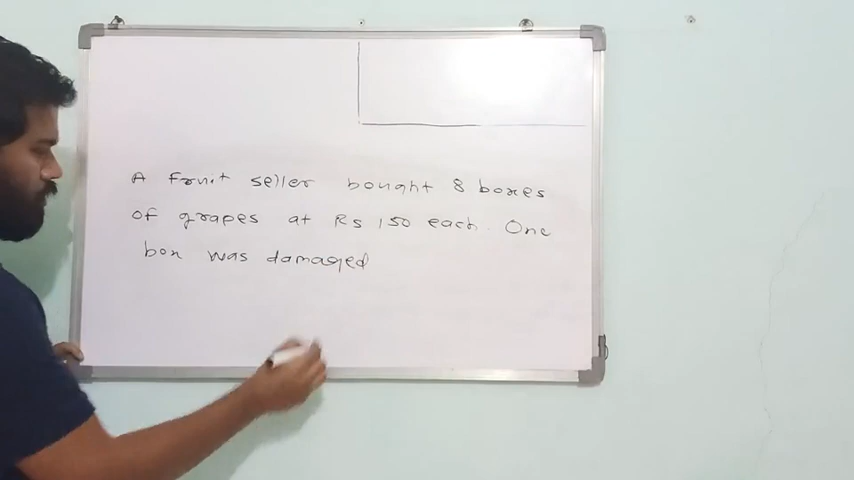 A fruit seller bought 8 boxes
of grapes at Rs 150 each. One
box was damaged